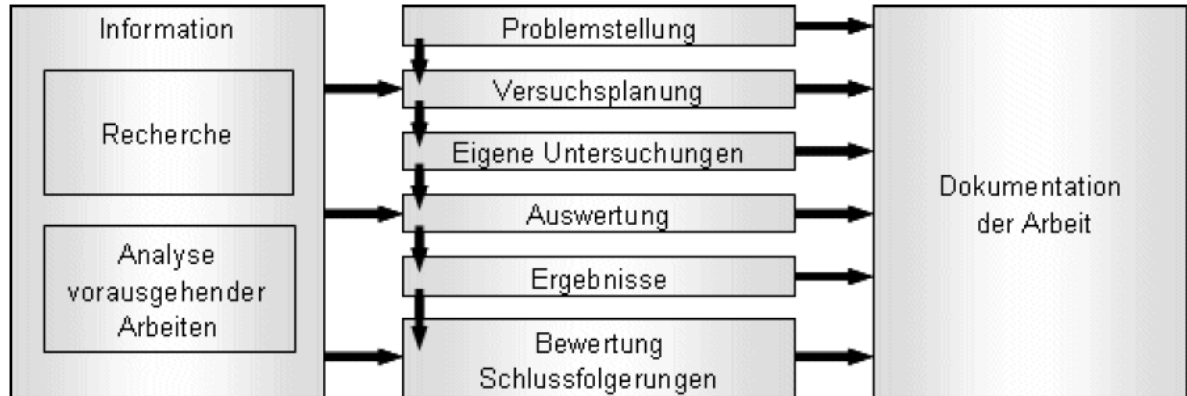 Information
Recherche
Analyse
vorausgehender
Arbeiten
Problemstellung
Versuchsplanung
Eigene Untersuchungen
Auswertung
Ergebnisse
Bewertung
Schlussfolgerungen
Dokumentation
der Arbeit